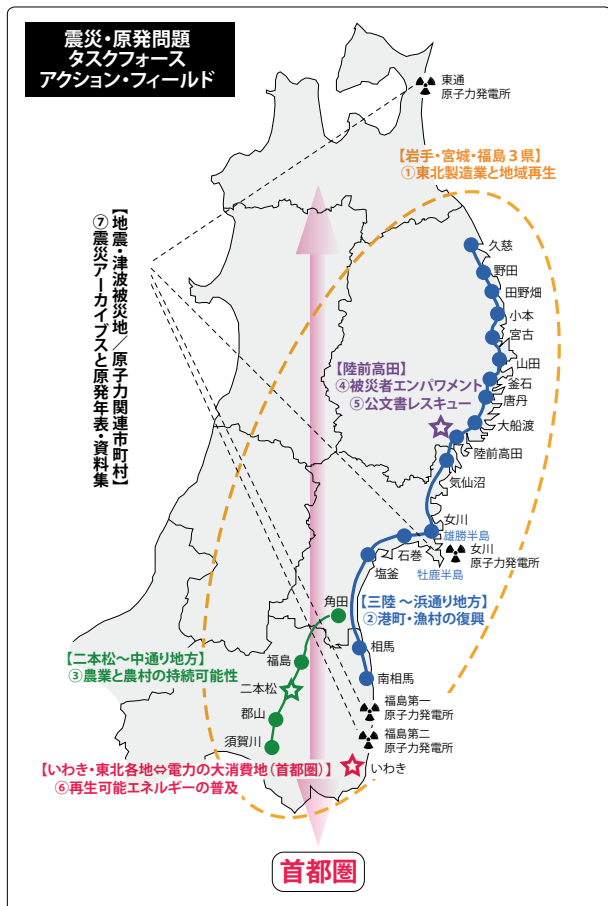 震災・原発問題
タスクフォース
アクション・フィールド
東通
原子力発電所
【岩手・宮城・福島３県】
①東北製造業と地域再生
【地震・津波被災地／原子力関連市町村】
⑦震災アーカイブスと原発年表・資料集
久慈
野田
田野畑
小本
宮古
山田
釜石
唐丹
大船渡
陸前高田
気仙沼
【陸前高田】
④被災者エンパワメント
⑤公文書レスキュー
女川
雄勝半島
石巻
女川
原子力発電所
塩釜
牡鹿半島
角田
【三陸～浜通り地方】
②港町・漁村の復興
相馬
【二本松～中通り地方】
③農業と農村の持続可能性
福島
南相馬
二本松
福島第一
原子力発電所
郡山
福島第二
原子力発電所
須賀川
【いわき・東北各地⇔電力の大消費地（首都圏）】
⑥再生可能エネルギーの普及
いわき
首都圏